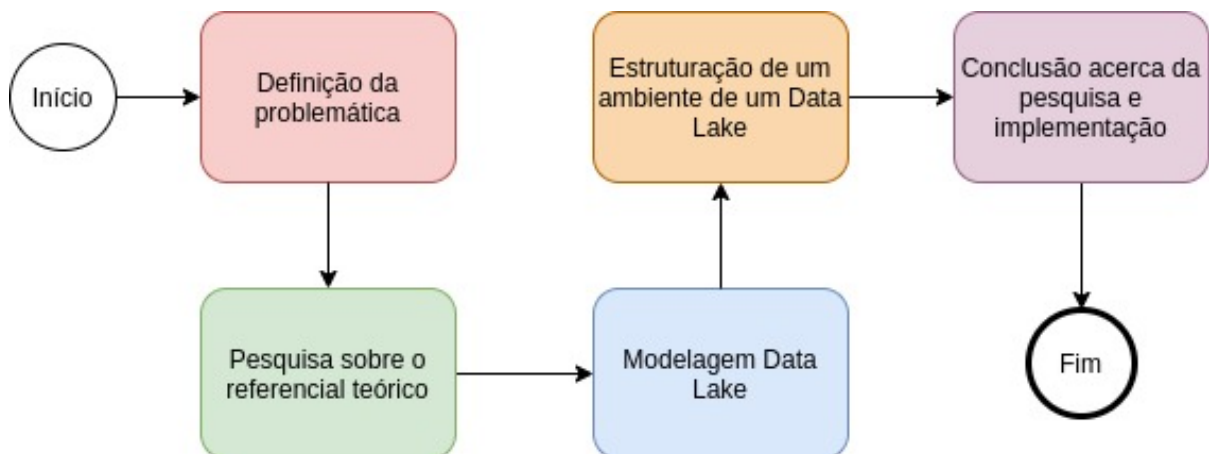 Início
Definição da
problemática
Pesquisa sobre o
referencial teórico
Modelagem Data
Lake
Estruturação de um
ambiente de um Data
Lake
Conclusão acerca da
pesquisa e
implementação
Fim